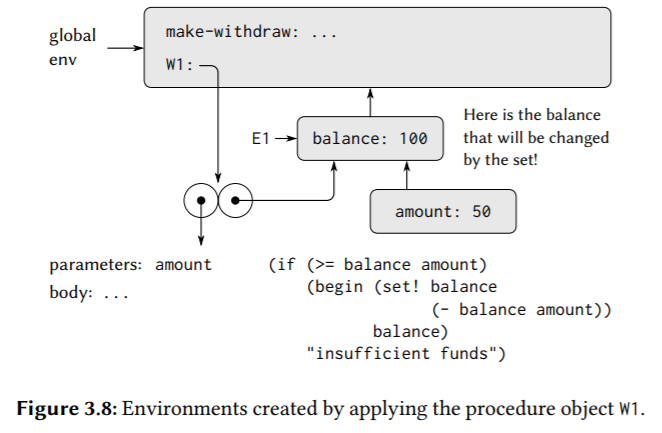 global
env
make-withdraw: ...
W1:
E1
balance: 100
Here is the balance
that will be changed
by the set!
amount: 50
parameters: amount
body: ...
(if (>= balance amount)
(begin (set! balance
(- balance amount))
balance)
"insufficient funds")
Figure 3.8: Environments created by applying the procedure object W1.